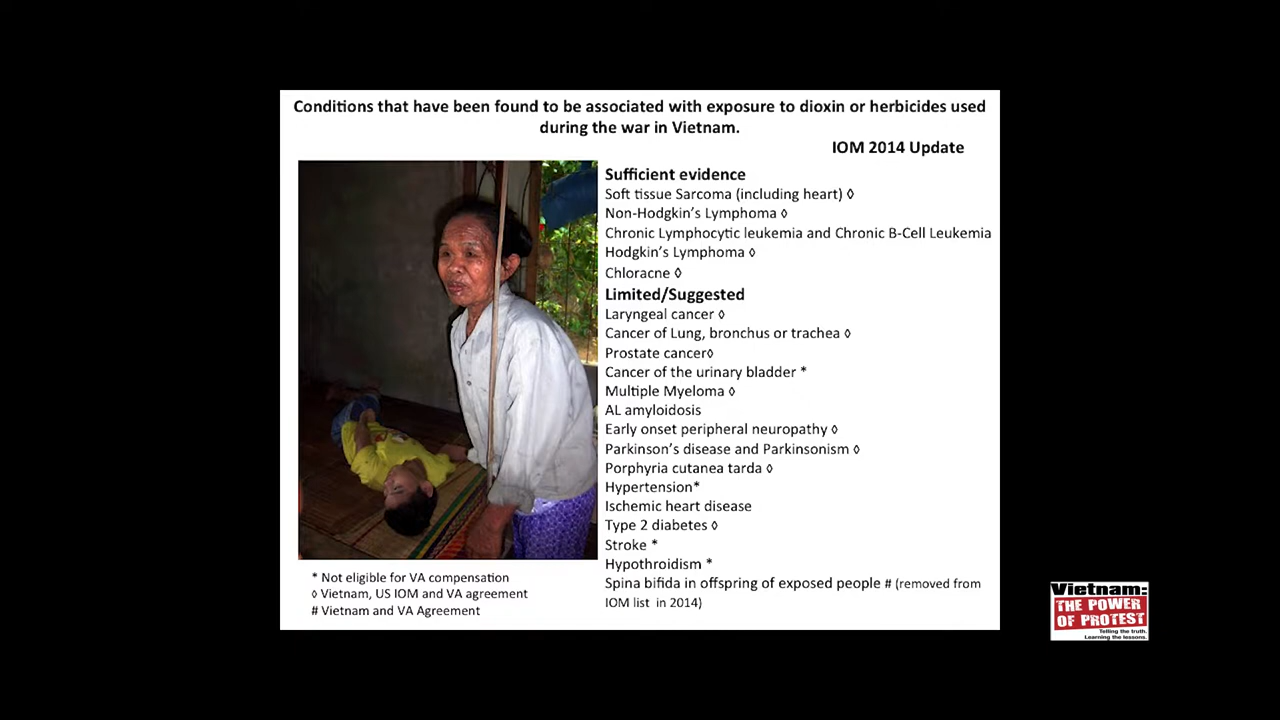 Conditions that have been found to be associated with exposure to dioxin or herbicides used
during the war in Vietnam.
IOM 2014 Update
Sufficient evidence
Soft tissue Sarcoma (including heart) ◊
Non-Hodgkin's Lymphoma ◊
Chronic Lymphocytic leukemia and Chronic B-Cell Leukemia
Hodgkin's Lymphoma ◊
Chloracne ◊
Limited/Suggested
Laryngeal cancer ◊
Cancer of Lung, bronchus or trachea ◊
Prostate cancer◊
Cancer of the urinary bladder *
Multiple Myeloma ◊
AL amyloidosis
Early onset peripheral neuropathy ◊
Parkinson's disease and Parkinsonism ◊
Porphyria cutanea tarda ◊
Hypertension*
Ischemic heart disease
Type 2 diabetes ◊
Stroke *
Hypothroidism *
Spina bifida in offspring of exposed people # (removed from
IOM list in 2014)
* Not eligible for VA compensation
◊ Vietnam, US IOM and VA agreement
# Vietnam and VA Agreement
Vietnam:
THE POWER
OF PROTEST
Telling the truth.
Learning the lessons.